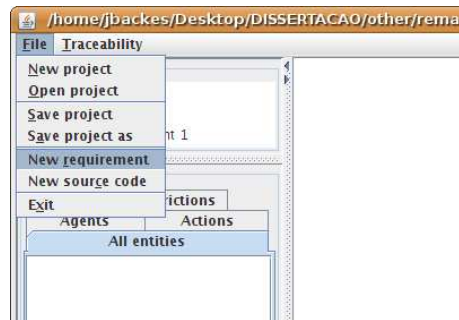 /home/jbackes/Desktop/DISSERTACAO/other/rema
File Traceability
New project
Open project
Save project
Save project as
nt 1
New requirement
New source code
Exit
rictions
Agents Actions
All entities